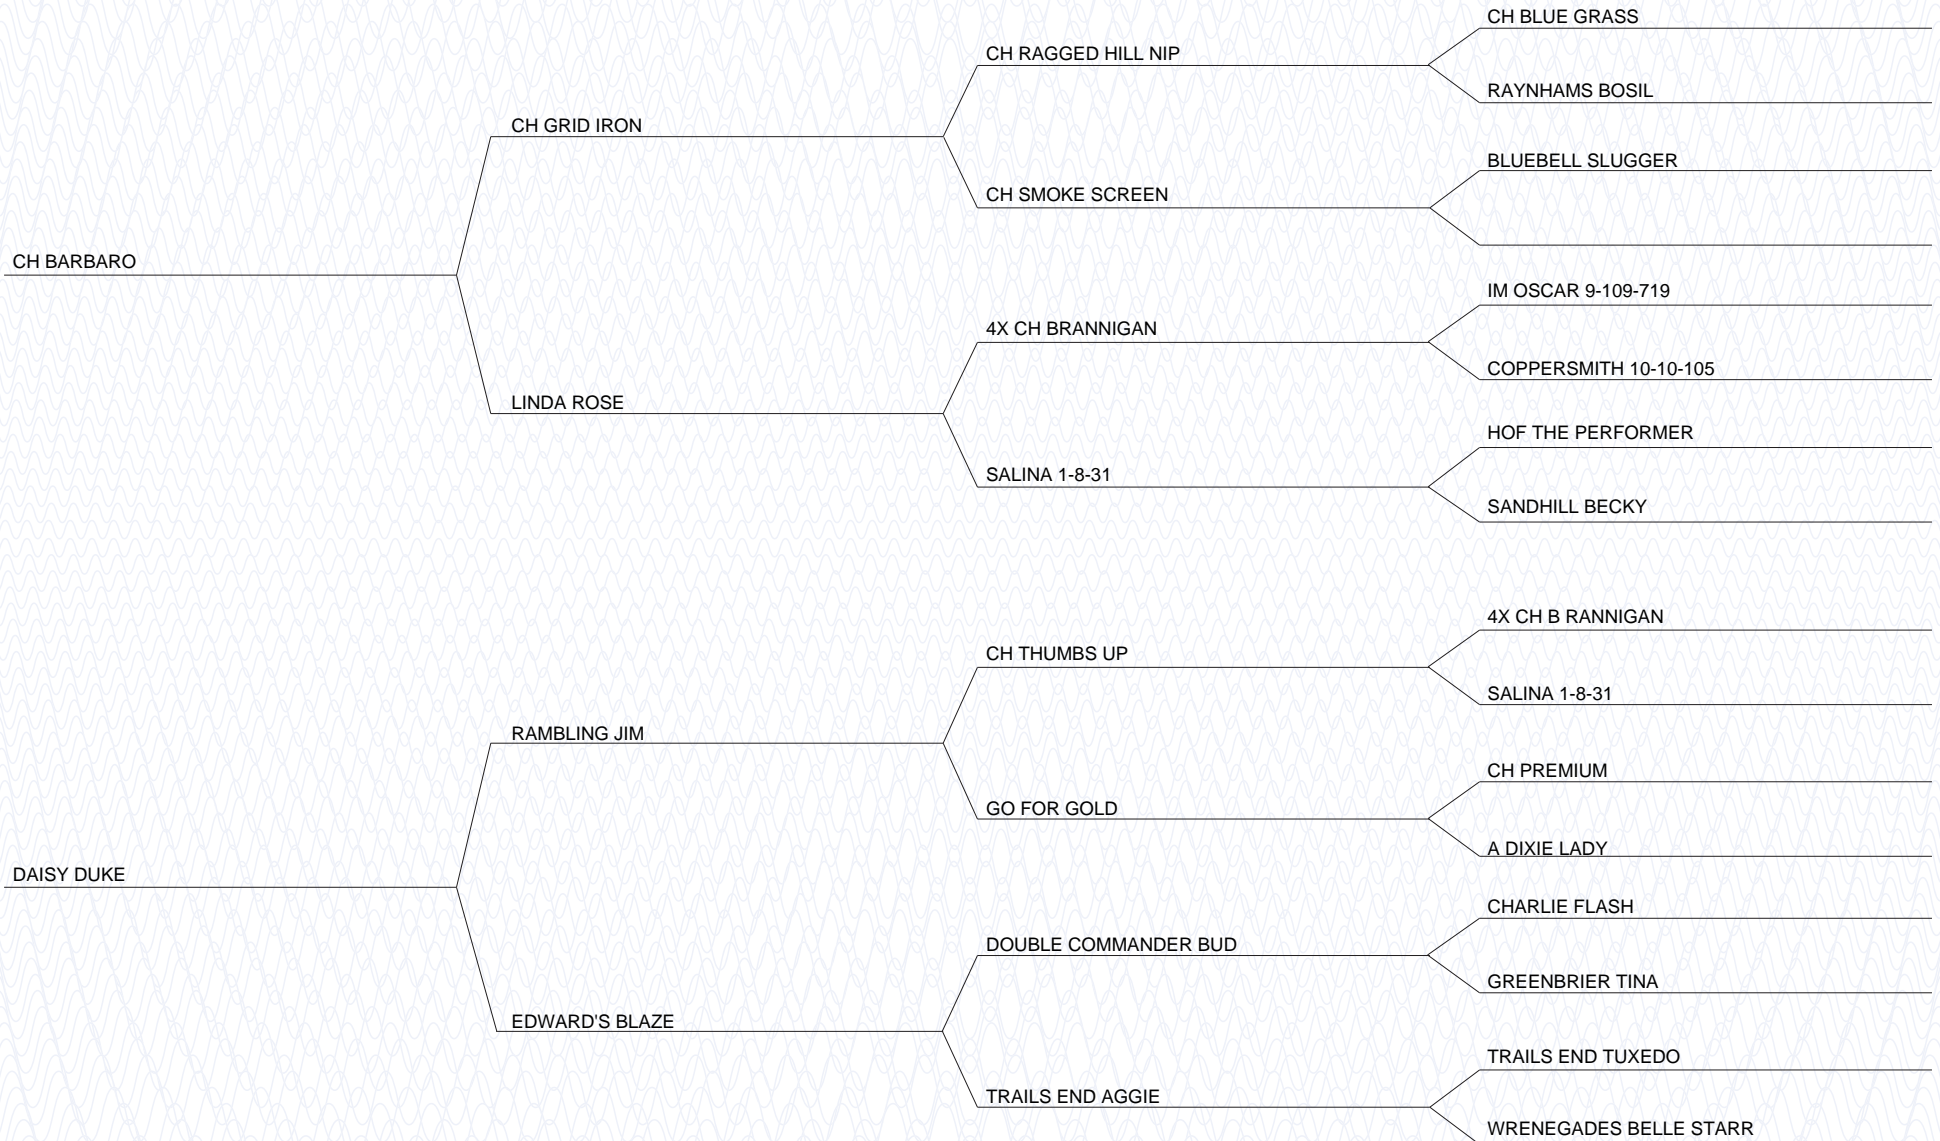 CH BLUE GRASS
CH RAGGED HILL NIP
RAYNHAMS BOSIL
CH GRID IRON
BLUEBELL SLUGGER
CH SMOKE SCREEN
CH BARBARO
IM OSCAR 9-109-719
4X CH BRANNIGAN
COPPERSMITH 10-10-105
LINDA ROSE
HOF THE PERFORMER
SALINA 1-8-31
SANDHILL BECKY
4X CH B RANNIGAN
CH THUMBS UP
SALINA 1-8-31
RAMBLING JIM
CH PREMIUM
GO FOR GOLD
A DIXIE LADY
DAISY DUKE
CHARLIE FLASH
DOUBLE COMMANDER BUD
GREENBRIER TINA
EDWARD'S BLAZE
TRAILS END TUXEDO
TRAILS END AGGIE
WRENEGADES BELLE STARR